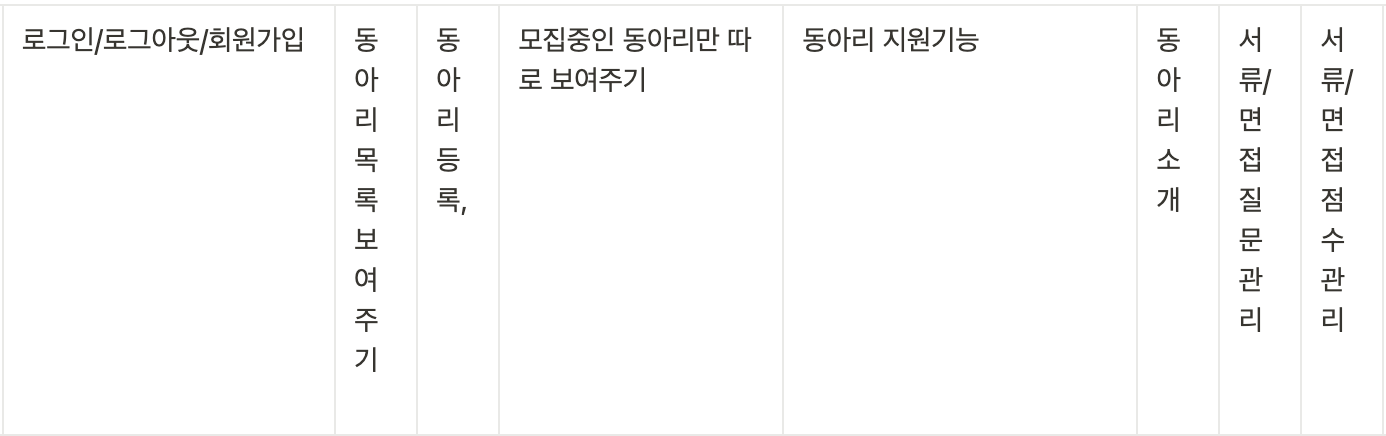 로그인/로그아웃/회원가입
동
아
리
목
록
보
여
주
기
동
아
리
등
록,
모집중인 동아리만 따
로 보여주기
동아리 지원기능
동
아
리
소
개
서
류/
면
접
질
문
관
리
서
류/
면
접
점
수
관
리